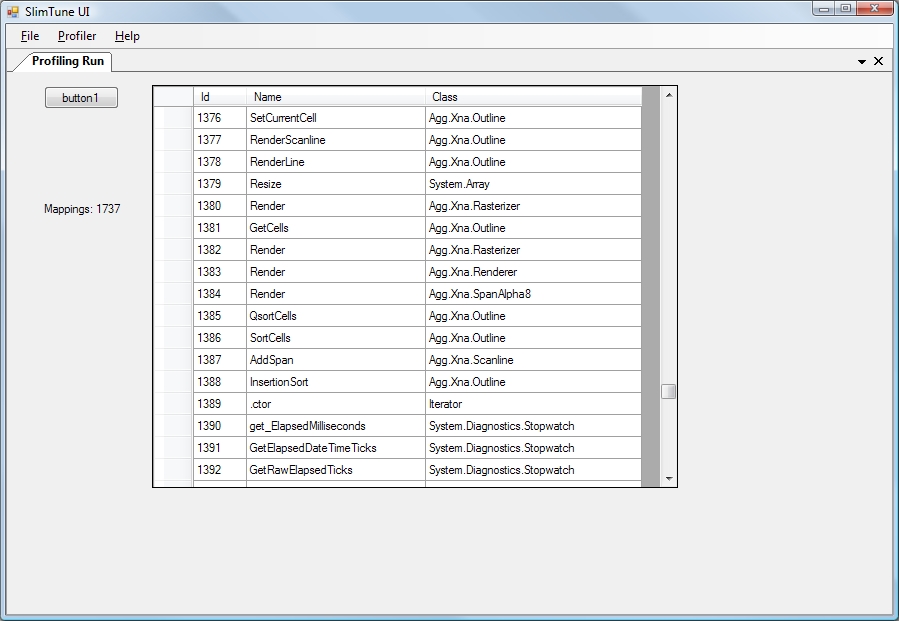 SlimTune UI
File Profiler Help
Profiling Run
button1
Id Name Class
1376 SetCurrentCell Agg.Xna.Outline
1377 RenderScanline Agg.Xna.Outline
1378 RenderLine Agg.Xna.Outline
1379 Resize System.Array
1380 Render Agg.Xna.Rasterizer
Mappings: 1737
1381 GetCells Agg.Xna.Outline
1382 Render Agg.Xna.Rasterizer
1383 Render Agg.Xna.Renderer
1384 Render Agg.Xna.SpanAlpha8
1385 QsortCells Agg.Xna.Outline
1386 SortCells Agg.Xna.Outline
1387 AddSpan Agg.Xna.Scanline
1388 InsertionSort Agg.Xna.Outline
1389 .ctor Iterator
1390 get_ElapsedMilliseconds System.Diagnostics.Stopwatch
1391 GetElapsedDateTimeTicks System.Diagnostics.Stopwatch
1392 GetRawElapsedTicks System.Diagnostics.Stopwatch